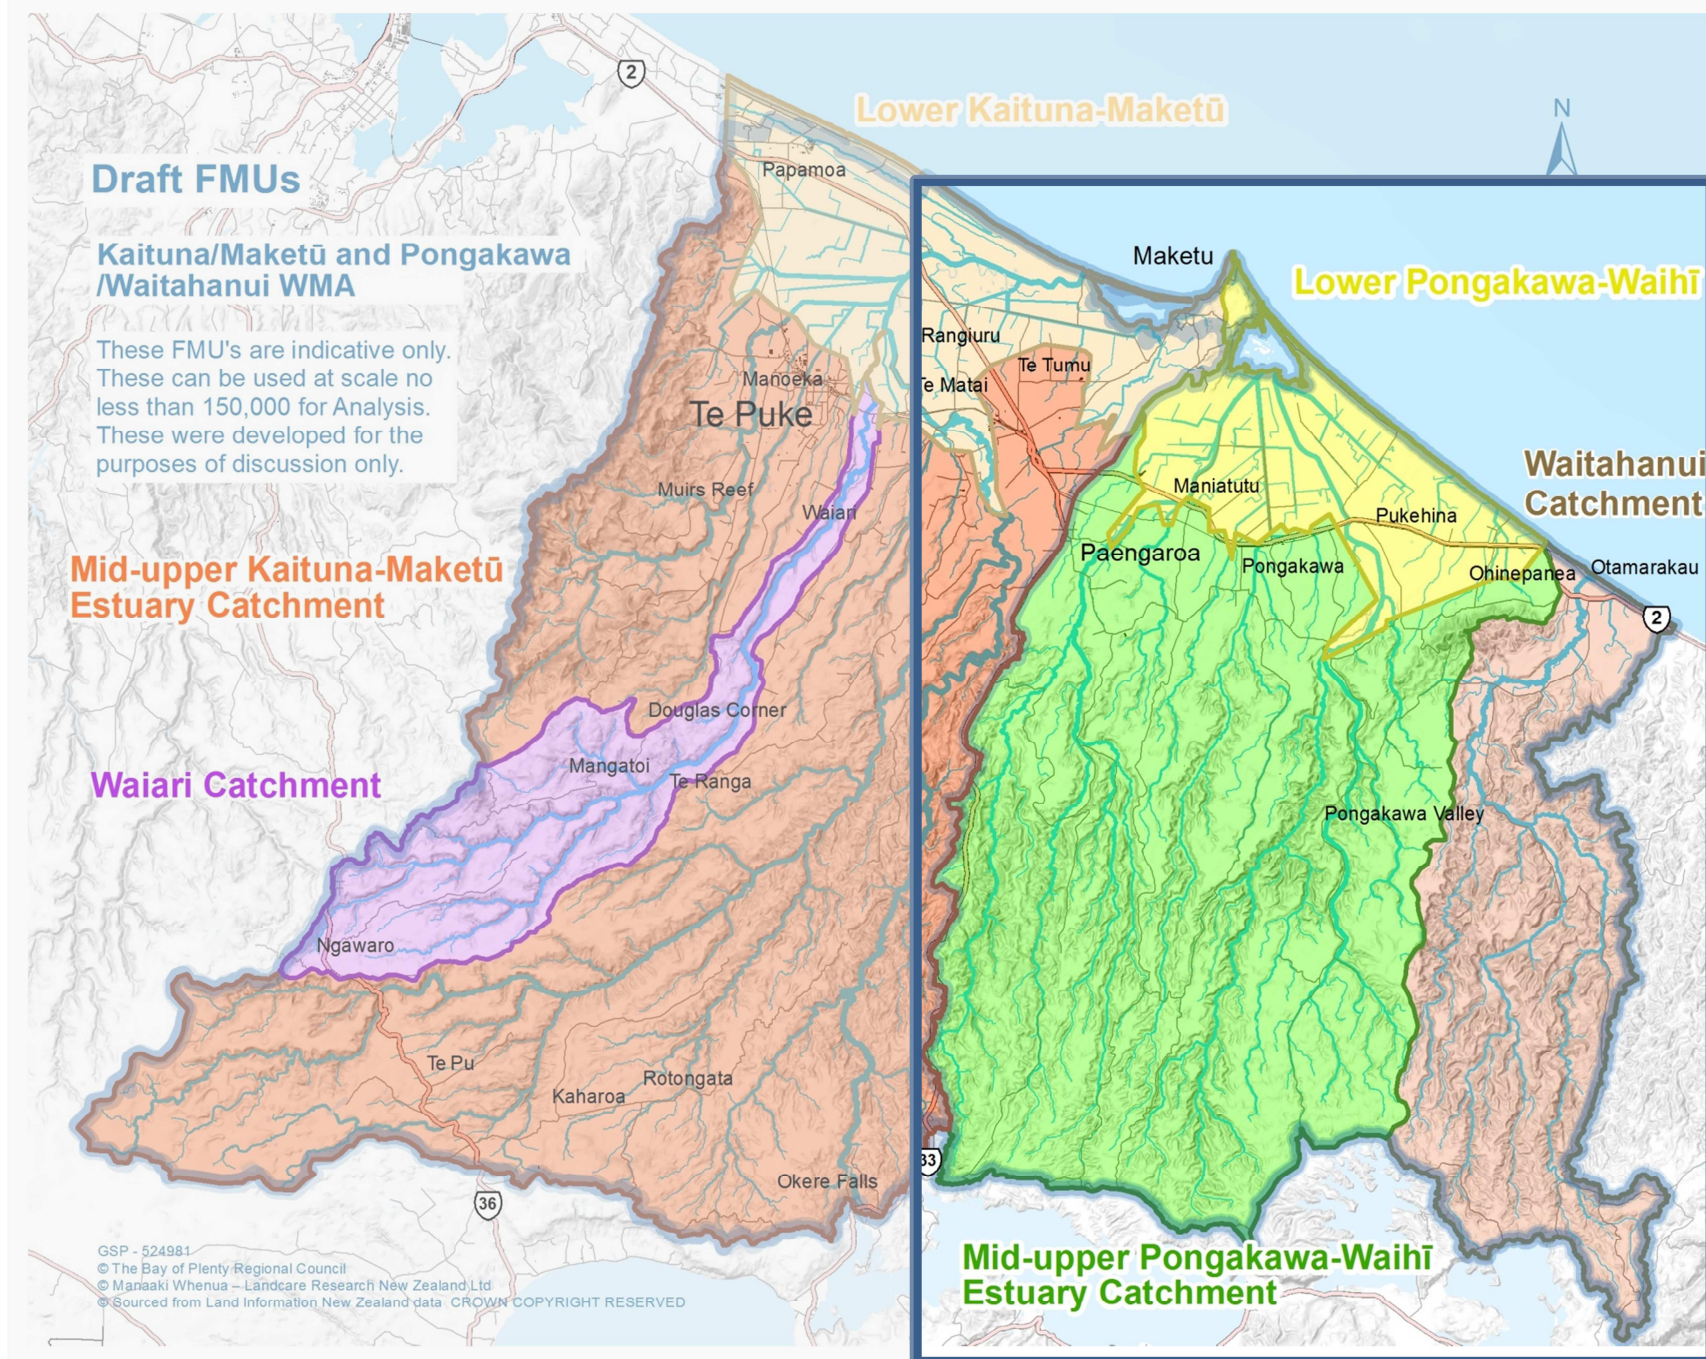 2
Lower Kaituna-Maketū
N
Draft FMUs
Papamoa
Kaituna/Maketū and Pongakawa
/Waitahanui WMA
Maketu
Lower Pongakawa-Waihī
These FMU's are indicative only.
These can be used at scale no
less than 150,000 for Analysis.
These were developed for the
purposes of discussion only.
Rangiuru
Te Tumu
Manoeka
Te Matai
Te Puke
Waitahanui
Catchment
Muirs Reef
Maniatutu
Waiari
Pukehina
Paengaroa
Pongakawa
Ohinepanea
Otamarakau
Mid-upper Kaituna-Maketū
Estuary Catchment
2
Douglas Corner
Mangatoi
Te Ranga
Waiari Catchment
Pongakawa Valley
Ngawaro
Te Pu
Rotongata
Kaharoa
33
Okere Falls
36
Mid-upper Pongakawa-Waihī
Estuary Catchment
GSP - 524981
© The Bay of Plenty Regional Council
© Manaaki Whenua – Landcare Research New Zealand Ltd
© Sourced from Land Information New Zealand data CROWN COPYRIGHT RESERVED